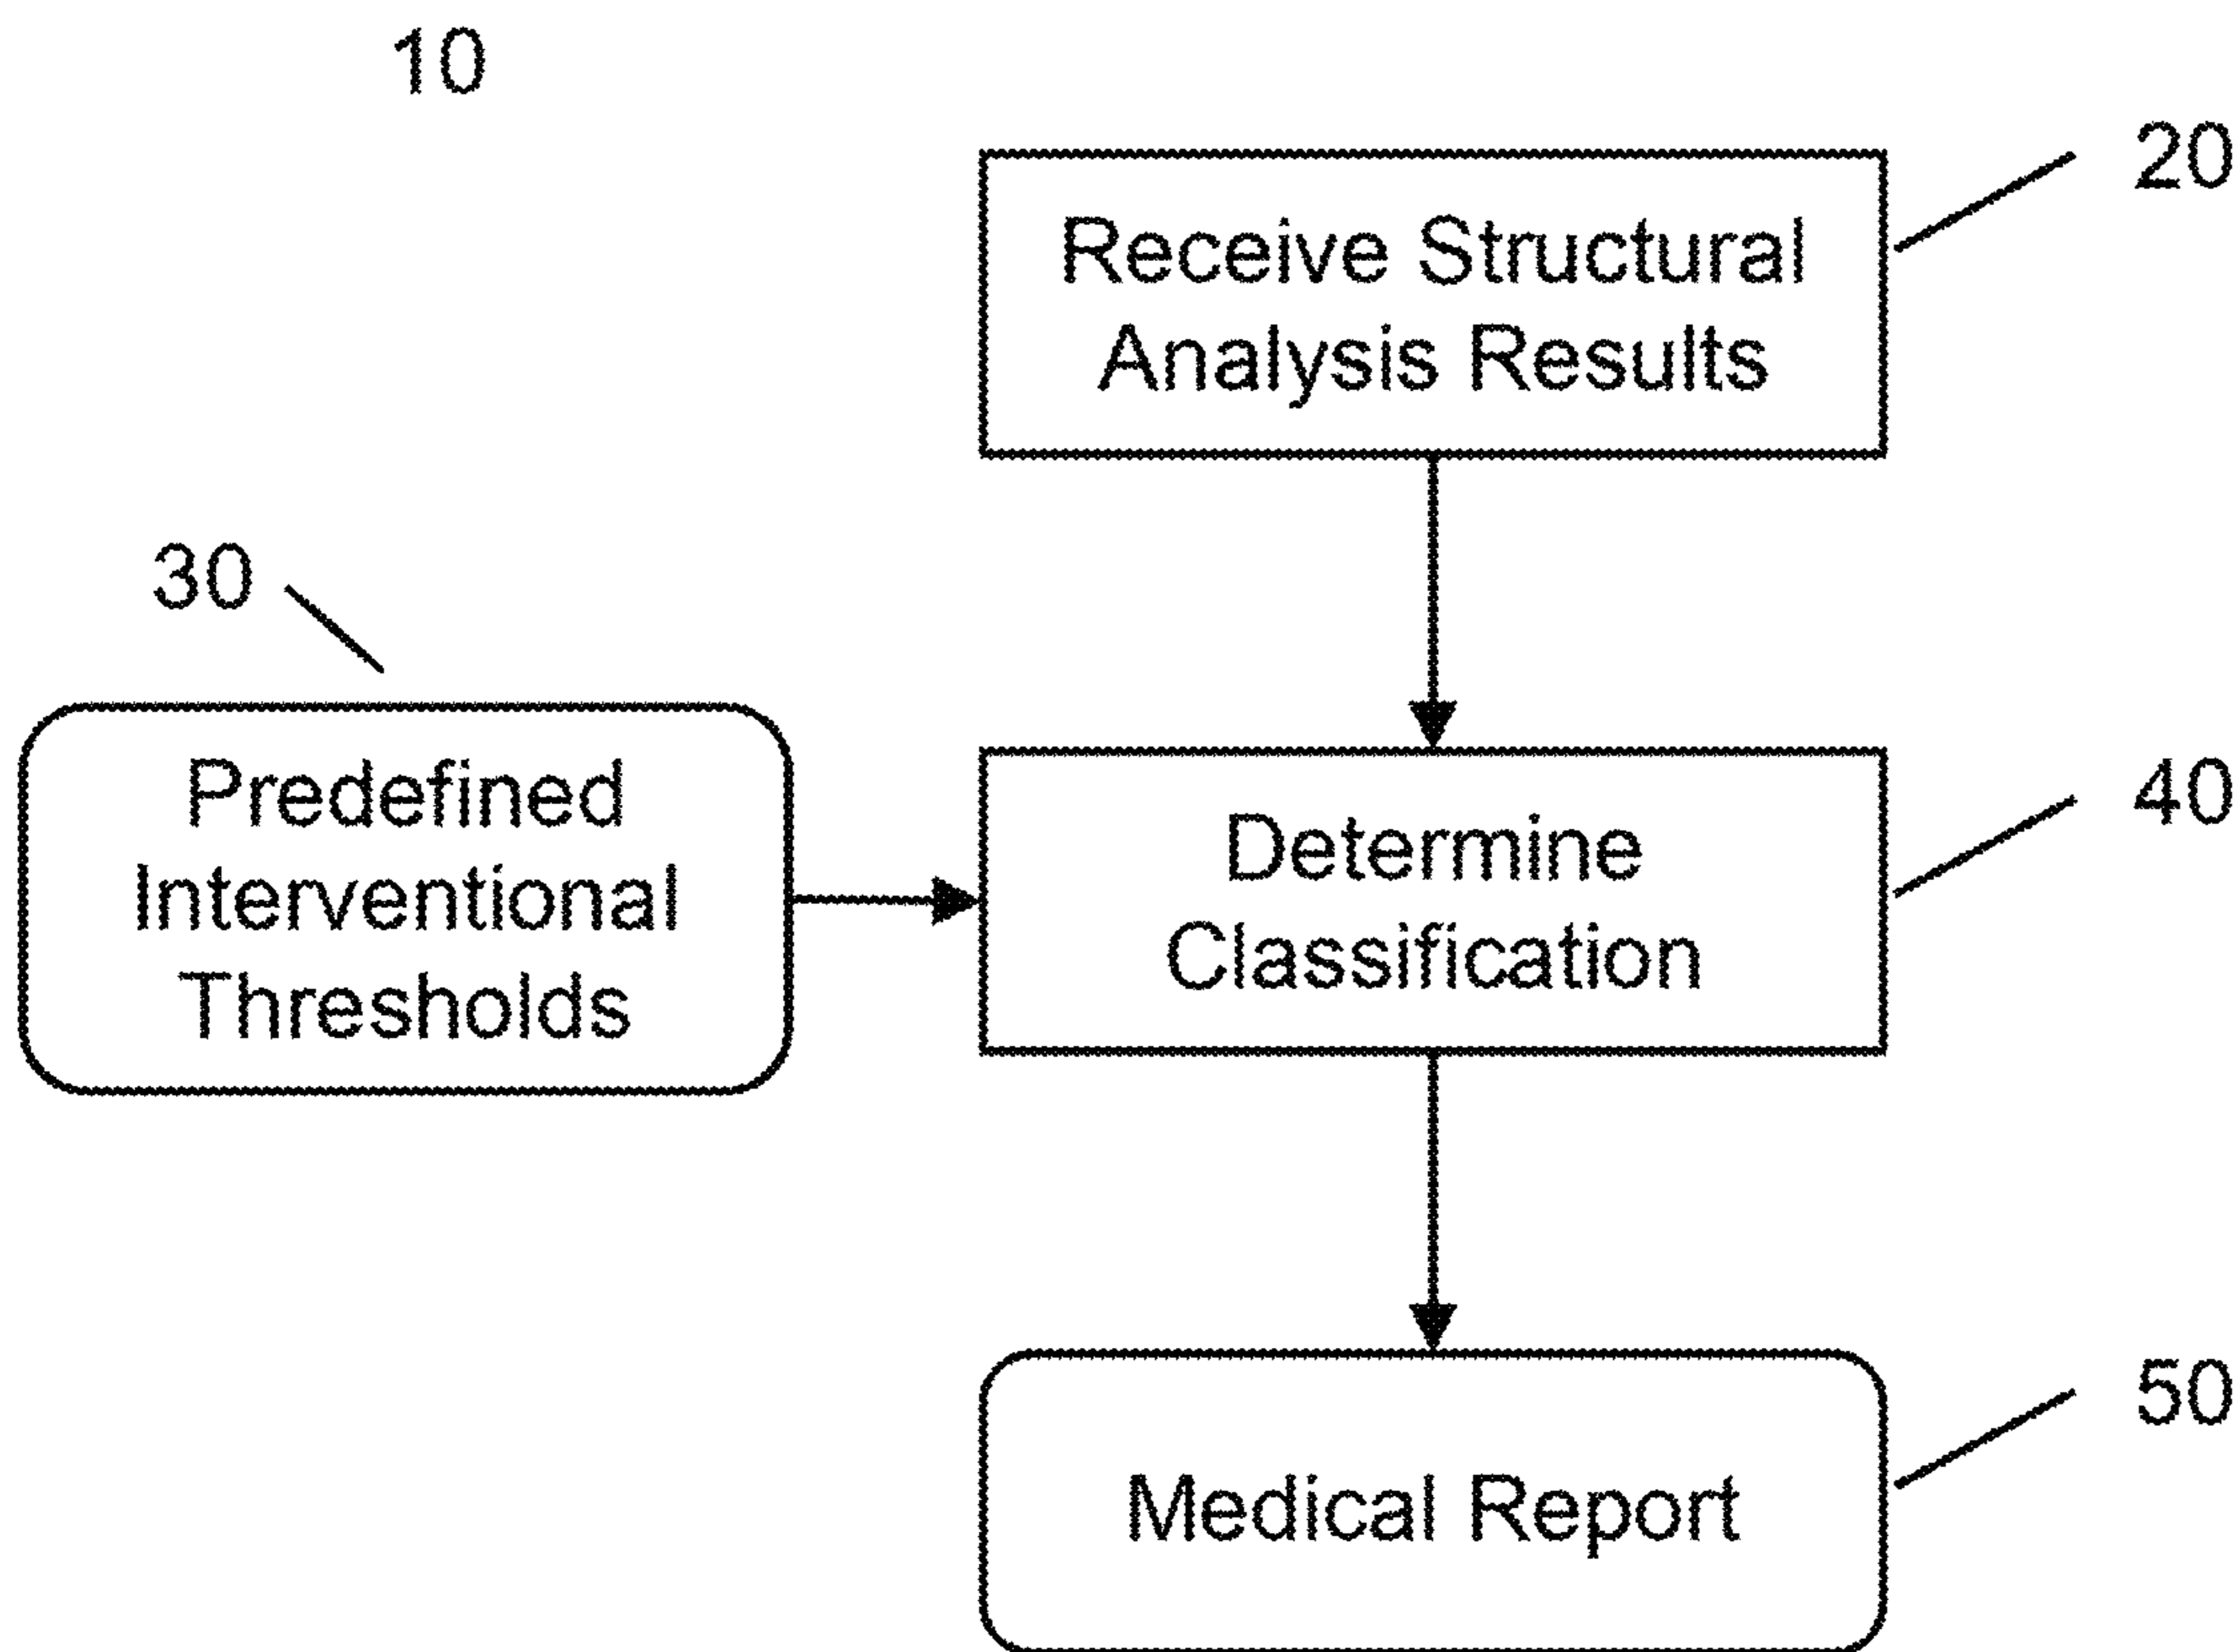 10
20
Receive Structural
Analysis Results
30
Predefined
Interventional
Thresholds
40
Determine
Classification
50
Medical Report